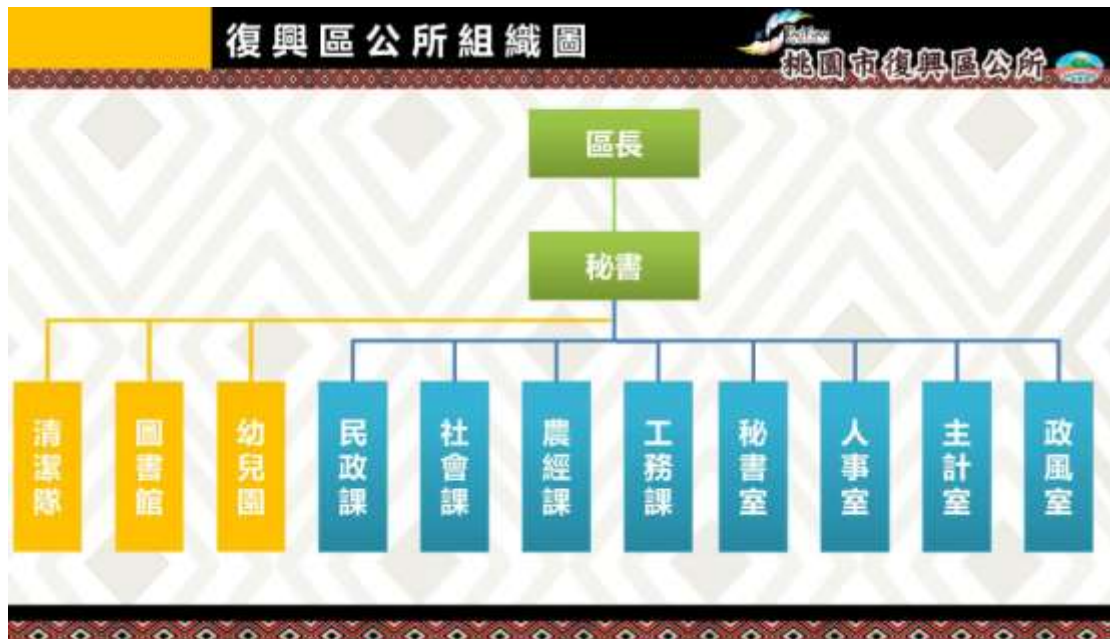 復興區公所組織圖
桃園市復興區公所
區長
秘書
清潔隊
圖書館
幼兒園
民政課
社會課
農經課
工務課
秘書室
人事室
主計室
政風室